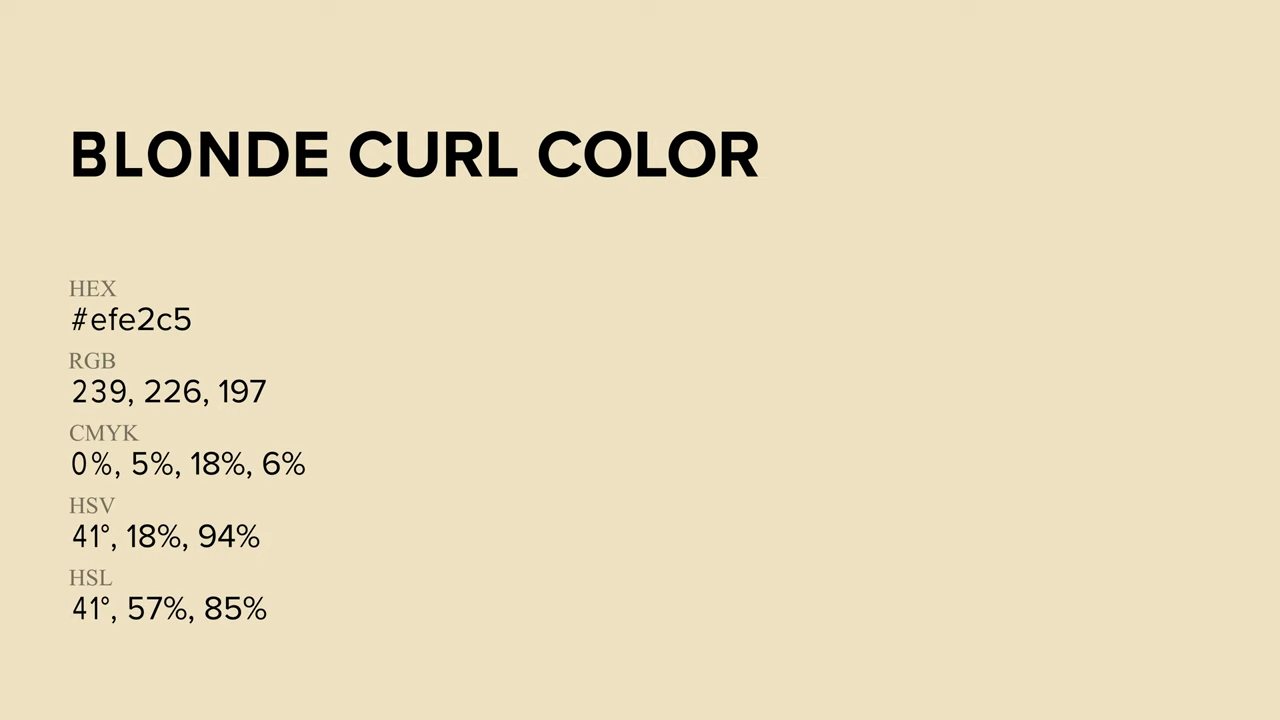 BLONDE CURL COLOR
HEX
#efe2c5
RGB
239, 226, 197
CMYK
0%, 5%, 18%, 6%
HSV
41°, 18%, 94%
HSL
41°, 57%, 85%